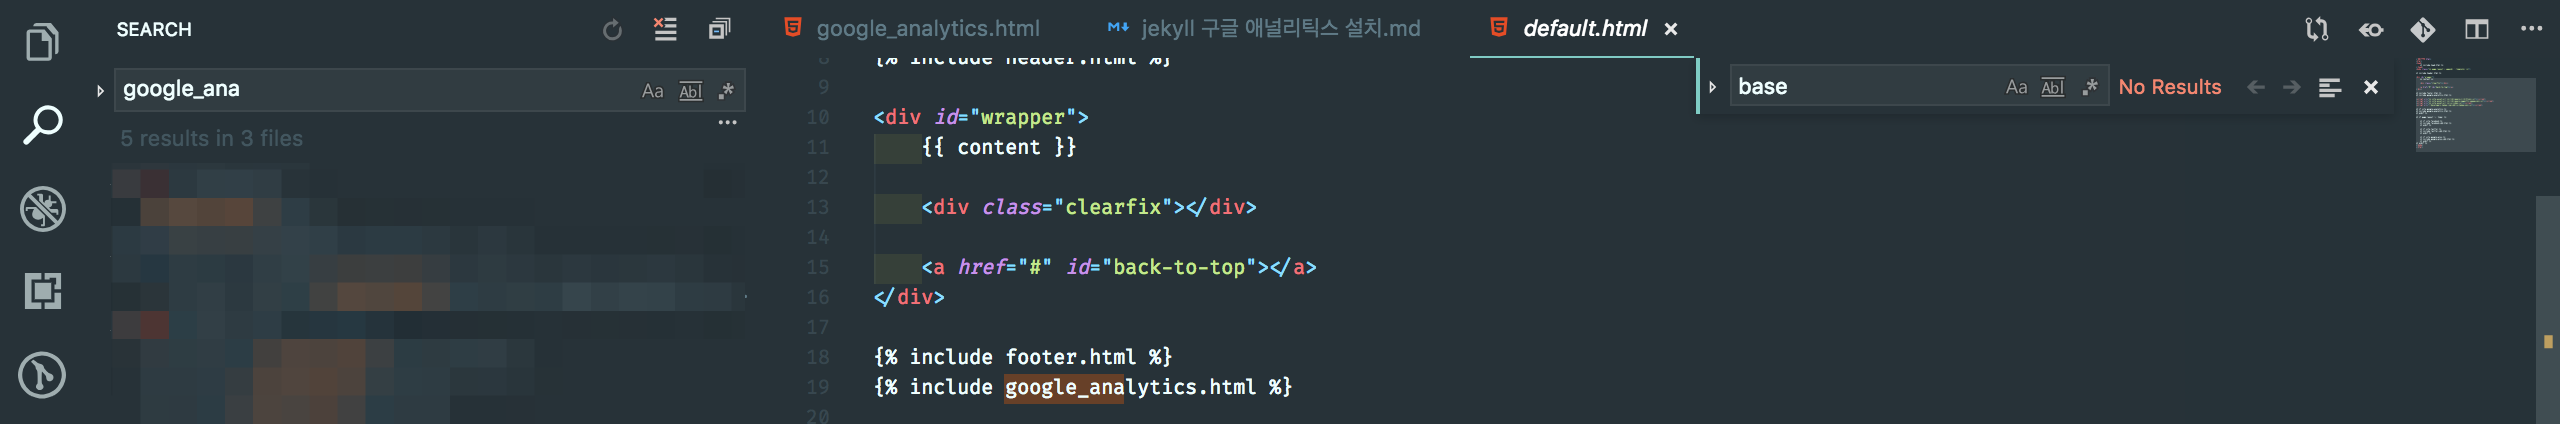 SEARCH
google_ana
Aa Abl .*
5 results in 3 files
google_analytics.html
jekyll 구글 애널리틱스 설치.md
default.html
base
Aa Abl .*
No Results
8 {% include header.html %}
9
10 <div id="wrapper">
11 {{ content }}
12
13 <div class="clearfix"></div>
14
15 <a href="#" id="back-to-top"></a>
16 </div>
17
18 {% include footer.html %}
19 {% include google_analytics.html %}
20